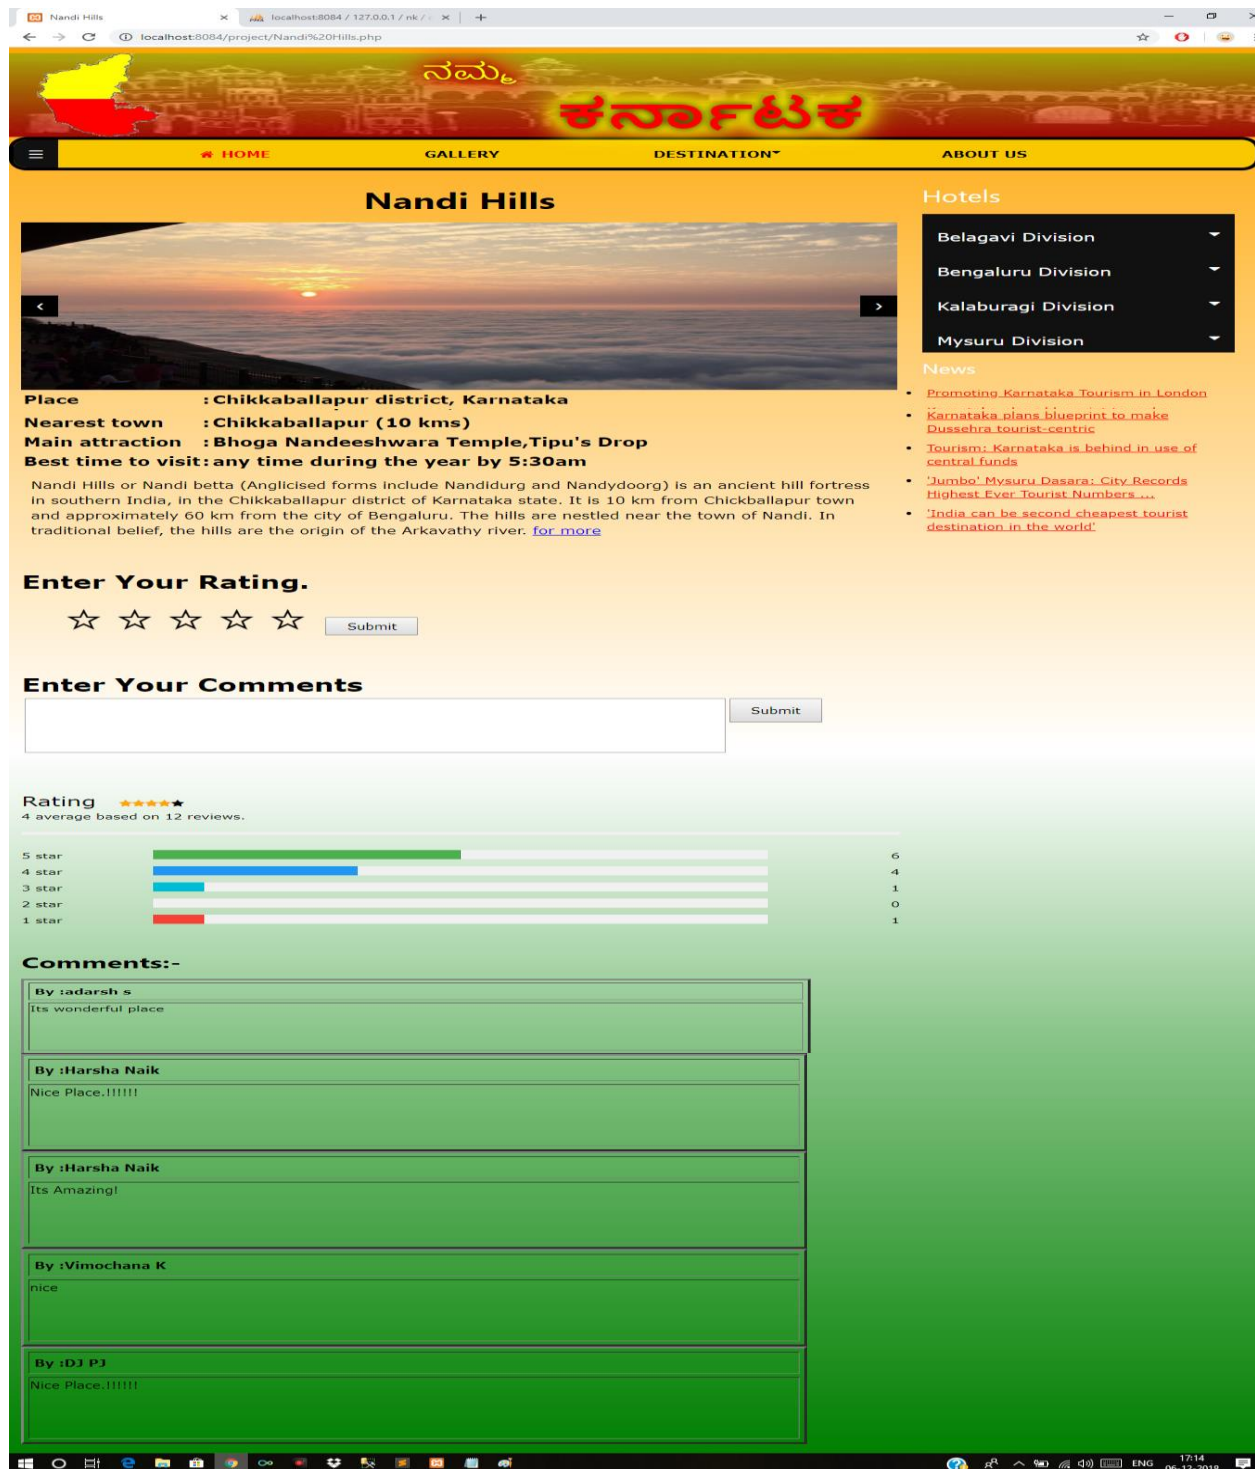 Nandi Hills
localhost:8084 / 127.0.0.1 / nk /
localhost:8084/project/Nandi%20Hills.php
ನಮ್ಮ
ಕರ್ನಾಟಕ
HOME GALLERY DESTINATION ABOUT US
Nandi Hills
Place : Chikkaballapur district, Karnataka
Nearest town : Chikkaballapur (10 kms)
Main attraction : Bhoga Nandeeshwara Temple,Tipu's Drop
Best time to visit: any time during the year by 5:30am
Nandi Hills or Nandi betta (Anglicised forms include Nandidurg and Nandydoorg) is an ancient hill fortress
in southern India, in the Chikkaballapur district of Karnataka state. It is 10 km from Chickballapur town
and approximately 60 km from the city of Bengaluru. The hills are nestled near the town of Nandi. In
traditional belief, the hills are the origin of the Arkavathy river. for more
Hotels
Belagavi Division
Bengaluru Division
Kalaburagi Division
Mysuru Division
News
Promoting Karnataka Tourism in London
Karnataka plans blueprint to make
Dussehra tourist-centric
Tourism: Karnataka is behind in use of
central funds
'Jumbo' Mysuru Dasara: City Records
Highest Ever Tourist Numbers ...
'India can be second cheapest tourist
destination in the world'
Enter Your Rating.
Submit
Enter Your Comments
Submit
Rating
4 average based on 12 reviews.
5 star 6
4 star 4
3 star 1
2 star 0
1 star 1
Comments:-
By :adarsh s
Its wonderful place
By :Harsha Naik
Nice Place.!!!!!!
By :Harsha Naik
Its Amazing!
By :Vimochana K
nice
By :DJ PJ
Nice Place.!!!!!!
ENG
17:14
06-12-2018